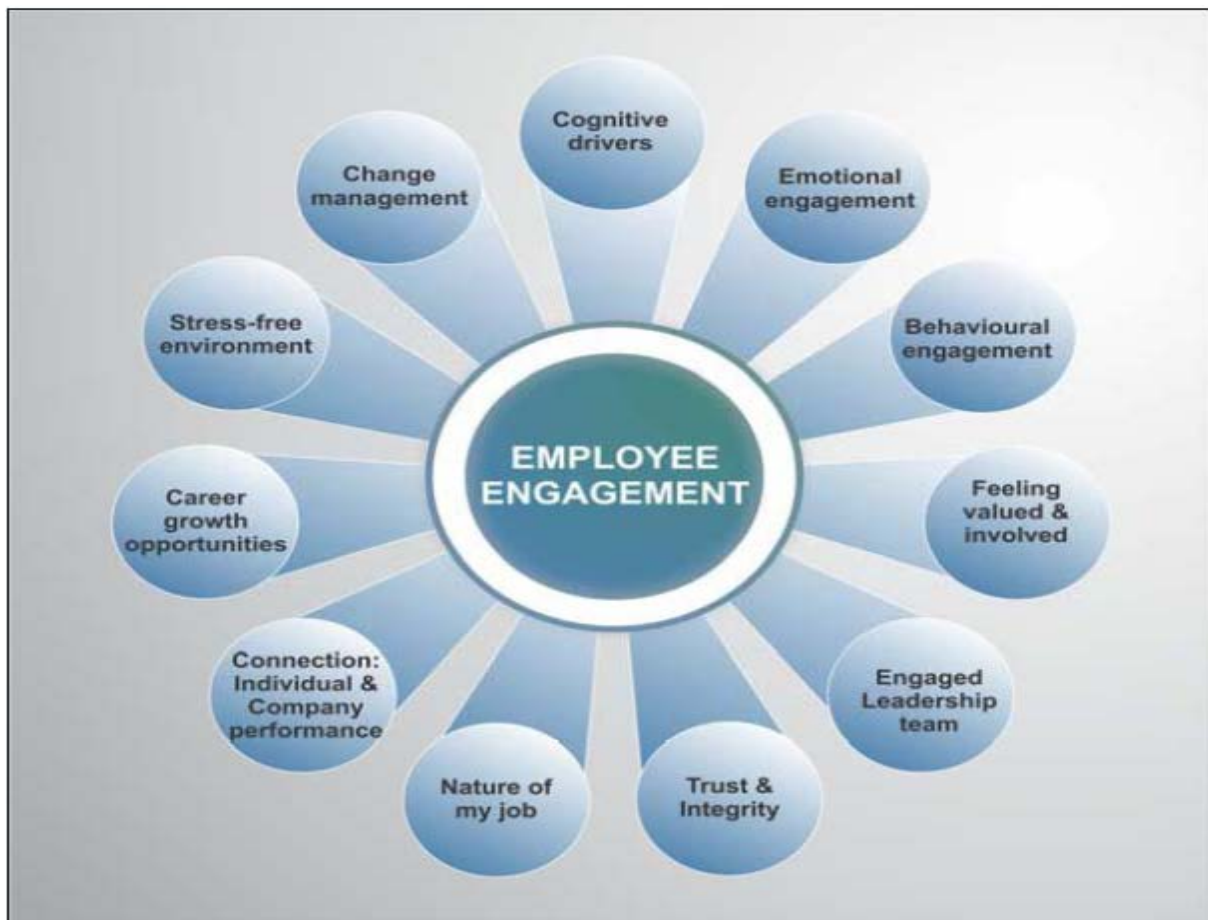 Cognitive
drivers
Emotional
engagement
Behavioural
engagement
Feeling
valued &
involved
Engaged
Leadership
team
Trust &
Integrity
Nature of
my job
Connection:
Individual &
Company
performance
Career
growth
opportunities
Stress-free
environment
Change
management
EMPLOYEE
ENGAGEMENT